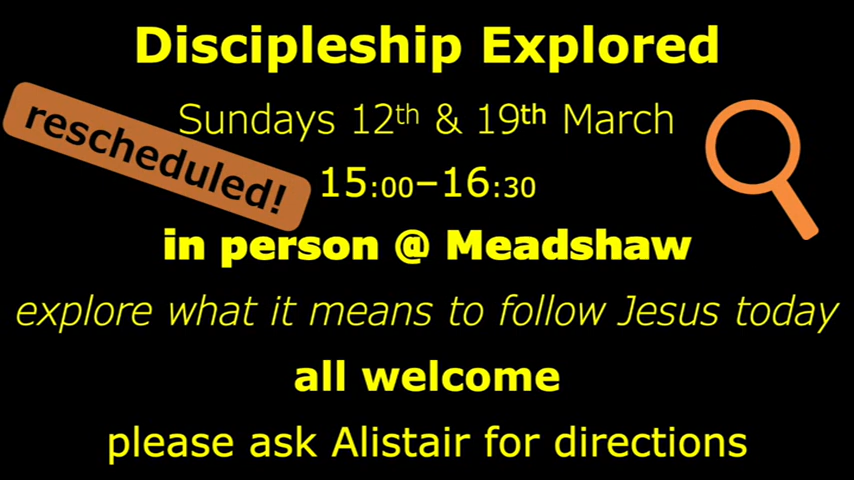 Discipleship Explored
rescheduled!
Sundays 12th & 19th March
15:00–16:30
in person @ Meadshaw
explore what it means to follow Jesus today
all welcome
please ask Alistair for directions